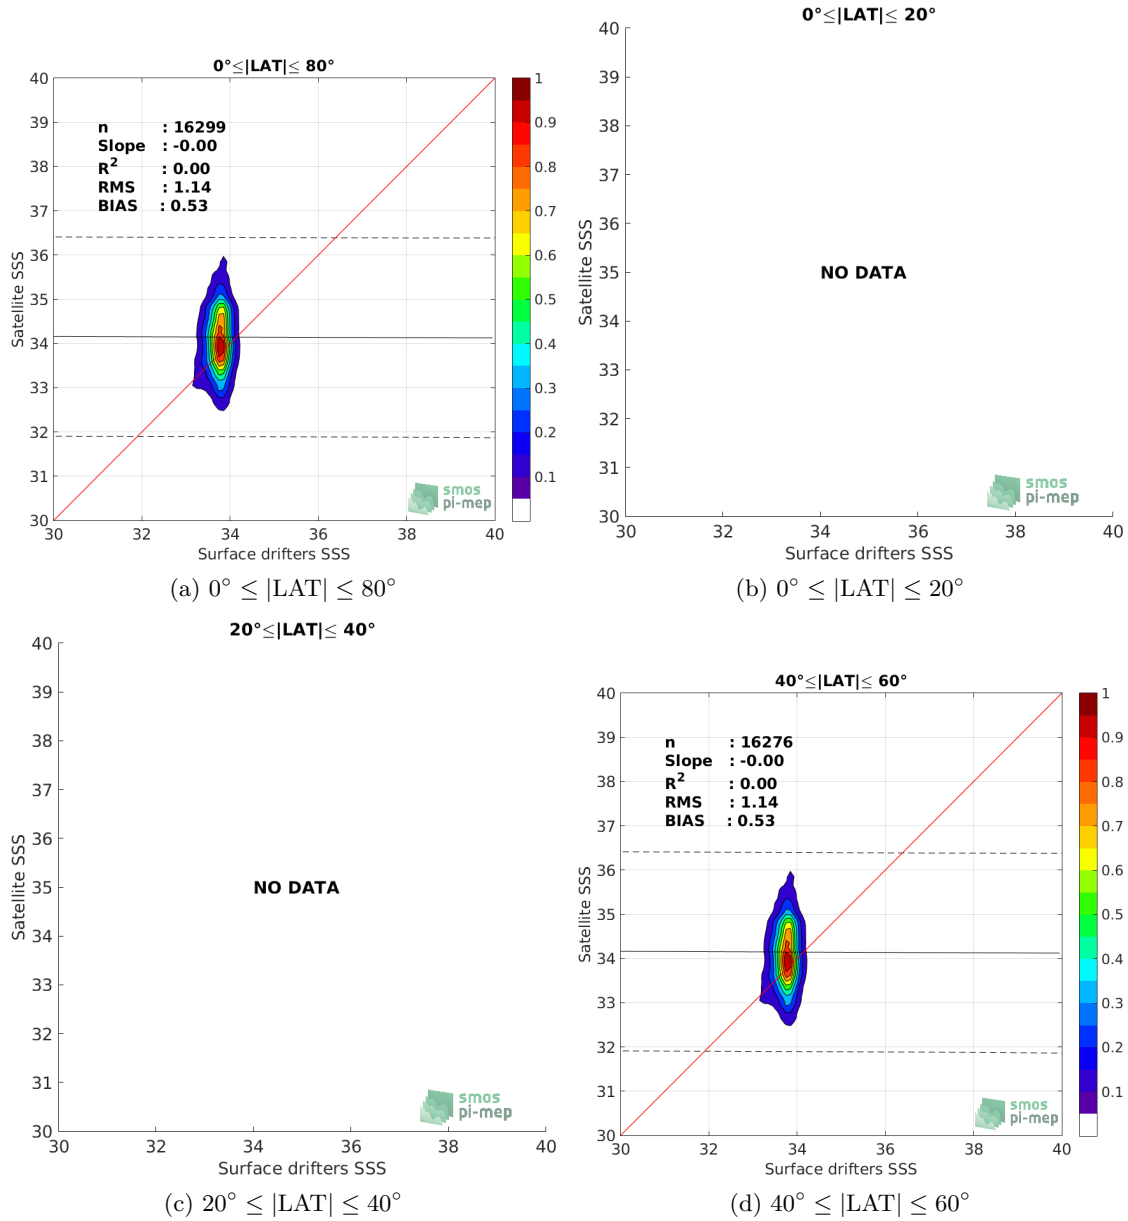 0°≤|LAT|≤ 80°
40
39
38
37
36
35
34
33
32
31
30
Satellite SSS
n : 16299
Slope : -0.00
R2 : 0.00
RMS : 1.14
BIAS : 0.53
1
0.9
0.8
0.7
0.6
0.5
0.4
0.3
0.2
0.1
smos
pi-mep
30 32 34 36 38 40
Surface drifters SSS
(a) 0° ≤ |LAT| ≤ 80°
0°≤|LAT|≤ 20°
40
39
38
37
36
35
34
33
32
31
30
Satellite SSS
NO DATA
smos
pi-mep
30 32 34 36 38 40
Surface drifters SSS
(b) 0° ≤ |LAT| ≤ 20°
20°≤|LAT|≤ 40°
40
39
38
37
36
35
34
33
32
31
30
Satellite SSS
NO DATA
smos
pi-mep
30 32 34 36 38 40
Surface drifters SSS
(c) 20° ≤ |LAT| ≤ 40°
40°≤|LAT|≤ 60°
40
39
38
37
36
35
34
33
32
31
30
Satellite SSS
n : 16276
Slope : -0.00
R2 : 0.00
RMS : 1.14
BIAS : 0.53
1
0.9
0.8
0.7
0.6
0.5
0.4
0.3
0.2
0.1
smos
pi-mep
30 32 34 36 38 40
Surface drifters SSS
(d) 40° ≤ |LAT| ≤ 60°